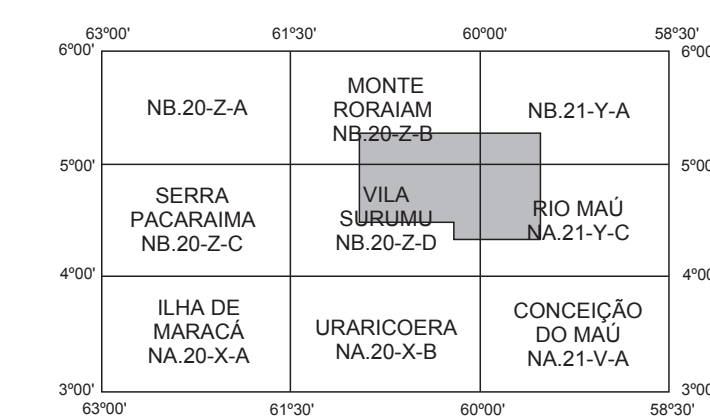 63º00' 61º30' 60º00' 58º30'
6º00' 6º00
NB.20-Z-A
MONTE
RORAIAM
NB.20-Z-B
NB.21-Y-A
5º00' 5º00
SERRA
PACARAIMA
NB.20-Z-C
VILA
SURUMU
NB.20-Z-D
RIO MAÚ
NA.21-Y-C
4º00' 4º00
ILHA DE
MARACÁ
NA.20-X-A
URARICOERA
NA.20-X-B
CONCEIÇÃO
DO MAÚ
NA.21-V-A
3º00' 3º00
63º00' 61º30' 60º00' 58º30'